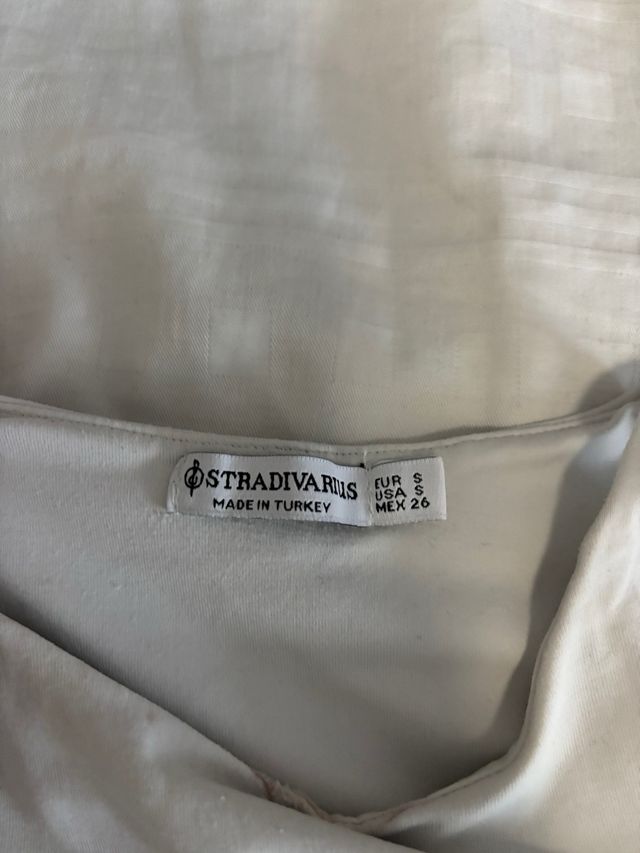 STRADIVARIUS
MADE IN TURKEY
EUR S
USA S
MEX 26